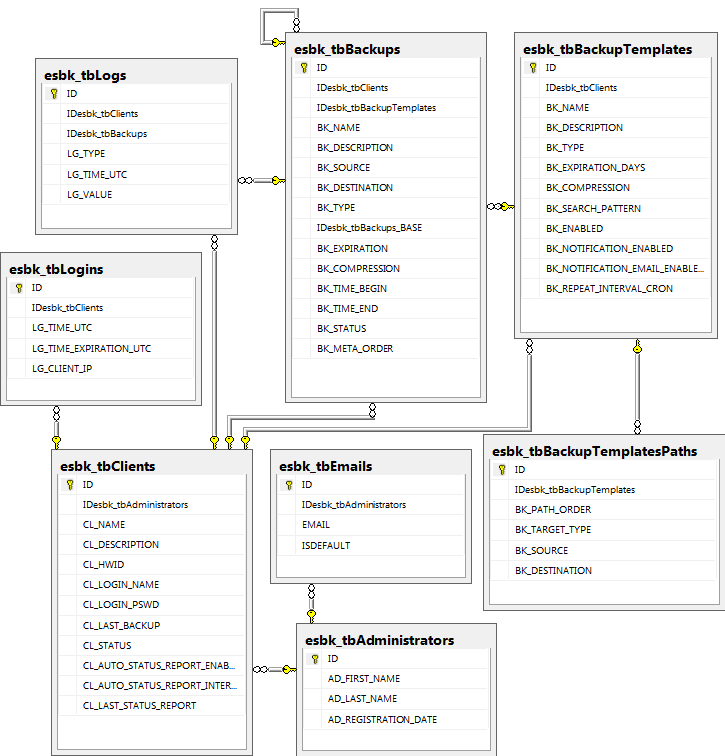 esbk_tbLogs
ID
IDesbk_tbClients
IDesbk_tbBackups
LG_TYPE
LG_TIME_UTC
LG_VALUE
esbk_tbBackups
ID
IDesbk_tbClients
IDesbk_tbBackupTemplates
BK_NAME
BK_DESCRIPTION
BK_SOURCE
BK_DESTINATION
BK_TYPE
IDesbk_tbBackups_BASE
BK_EXPIRATION
BK_COMPRESSION
BK_TIME_BEGIN
BK_TIME_END
BK_STATUS
BK_META_ORDER
esbk_tbBackupTemplates
ID
IDesbk_tbClients
BK_NAME
BK_DESCRIPTION
BK_TYPE
BK_EXPIRATION_DAYS
BK_COMPRESSION
BK_SEARCH_PATTERN
BK_ENABLED
BK_NOTIFICATION_ENABLED
BK_NOTIFICATION_EMAIL_ENABLE...
BK_REPEAT_INTERVAL_CRON
esbk_tbLogins
ID
IDesbk_tbClients
LG_TIME_UTC
LG_TIME_EXPIRATION_UTC
LG_CLIENT_IP
esbk_tbClients
ID
IDesbk_tbAdministrators
CL_NAME
CL_DESCRIPTION
CL_HWID
CL_LOGIN_NAME
CL_LOGIN_PSWD
CL_LAST_BACKUP
CL_STATUS
CL_AUTO_STATUS_REPORT_ENAB...
CL_AUTO_STATUS_REPORT_INTER...
CL_LAST_STATUS_REPORT
esbk_tbEmails
ID
IDesbk_tbAdministrators
EMAIL
ISDEFAULT
esbk_tbBackupTemplatesPaths
ID
IDesbk_tbBackupTemplates
BK_PATH_ORDER
BK_TARGET_TYPE
BK_SOURCE
BK_DESTINATION
esbk_tbAdministrators
ID
AD_FIRST_NAME
AD_LAST_NAME
AD_REGISTRATION_DATE